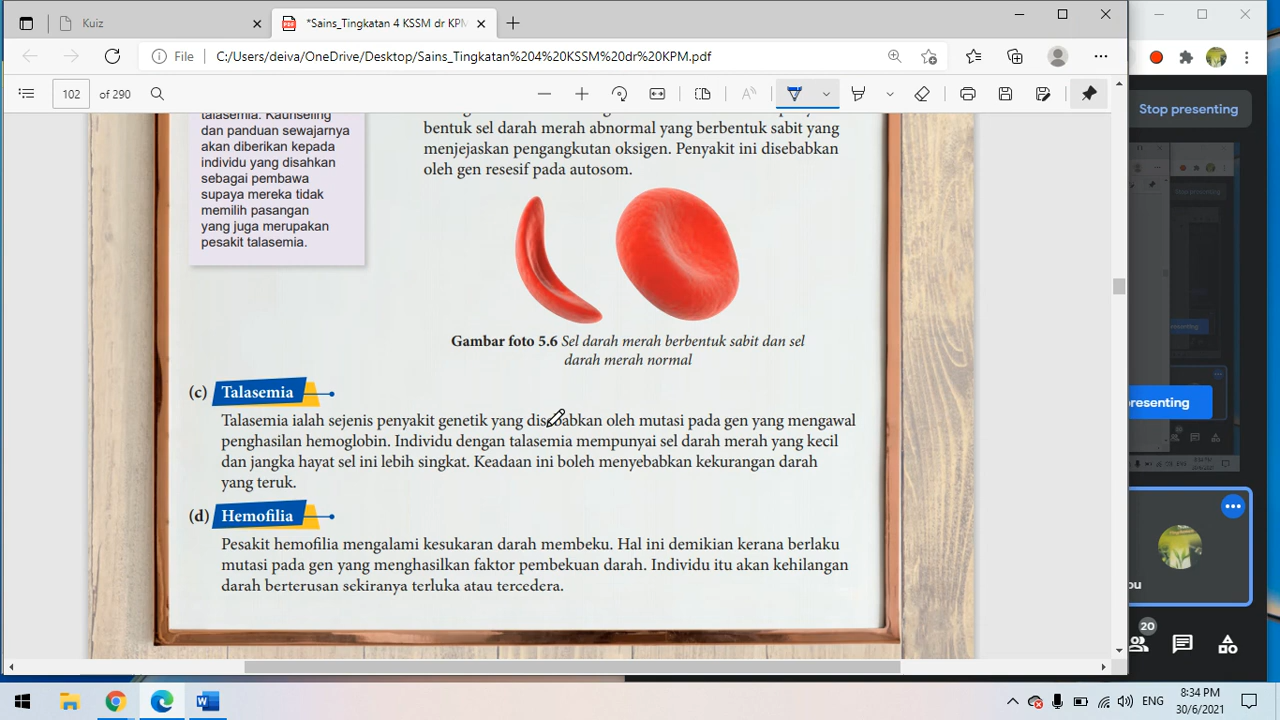 Kuiz
*Sains_Tingkatan 4 KSSM dr KPM
File
C:/Users/deiva/OneDrive/Desktop/Sains_Tingkatan%204%20KSSM%20dr%20KPM.pdf
102 of 290
Stop presenting
talasemia. Kaunseling
dan panduan sewajarnya
akan diberikan kepada
individu yang disahkan
sebagai pembawa
supaya mereka tidak
memilih pasangan
yang juga merupakan
pesakit talasemia.
bentuk sel darah merah abnormal yang berbentuk sabit yang
menjejaskan pengangkutan oksigen. Penyakit ini disebabkan
oleh gen resesif pada autosom.
Gambar foto 5.6 Sel darah merah berbentuk sabit dan sel
darah merah normal
(c) Talasemia
Talasemia ialah sejenis penyakit genetik yang disebabkan oleh mutasi pada gen yang mengawal
penghasilan hemoglobin. Individu dengan talasemia mempunyai sel darah merah yang kecil
dan jangka hayat sel ini lebih singkat. Keadaan ini boleh menyebabkan kekurangan darah
yang teruk.
(d) Hemofilia
Pesakit hemofilia mengalami kesukaran darah membeku. Hal ini demikian kerana berlaku
mutasi pada gen yang menghasilkan faktor pembekuan darah. Individu itu akan kehilangan
darah berterusan sekiranya terluka atau tercedera.
presenting
ou
20
ENG
8:34 PM
30/6/2021